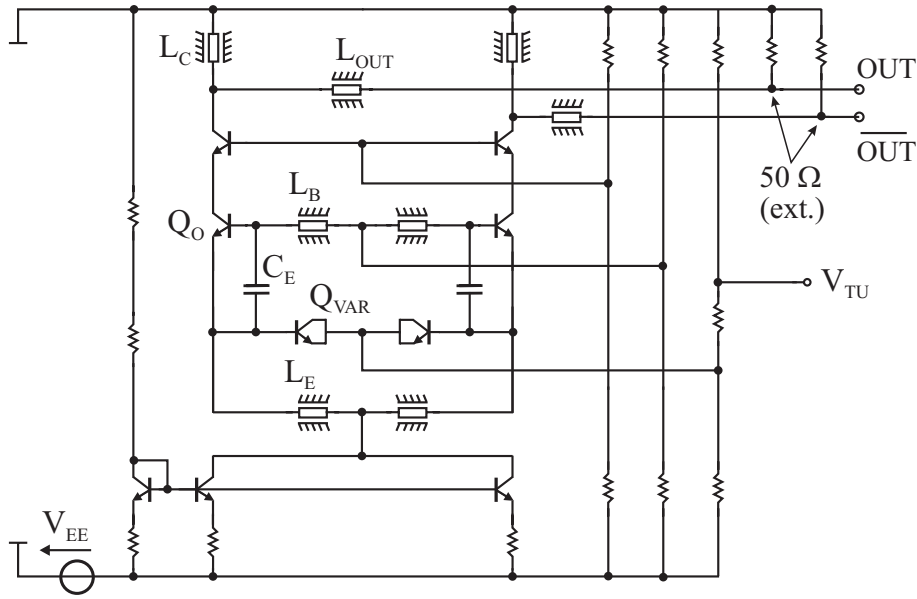 L_C
L_OUT
OUT
OUT
50 Ω
(ext.)
L_B
Q_O
C_E
Q_VAR
V_TU
L_E
V_EE